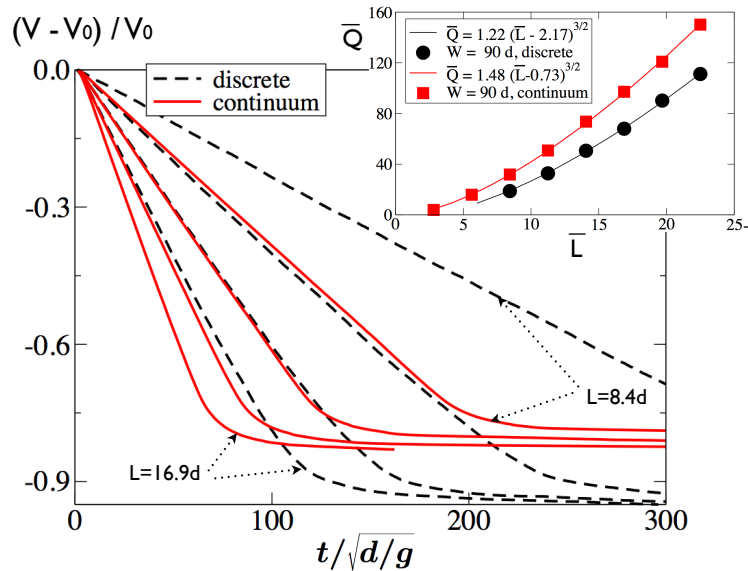 (V - V₀) / V₀
Q̅
160
120
80
40
0
Q̅ = 1.22 (L̅ - 2.17)^3/2
W = 90 d, discrete
Q̅ = 1.48 (L̅-0.73)^3/2
W = 90 d, continuum
0 5 10 15 20 25
L̅
discrete
continuum
0.0
-0.3
-0.6
-0.9
L=8.4d
L=16.9d
0 100 200 300
t/√d/g